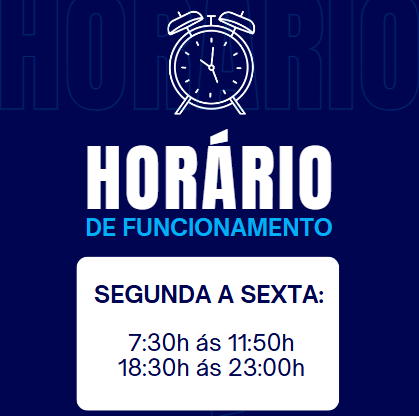 HORÁRIO
HORÁRIO
DE FUNCIONAMENTO
SEGUNDA A SEXTA:
7:30h ás 11:50h
18:30h ás 23:00h